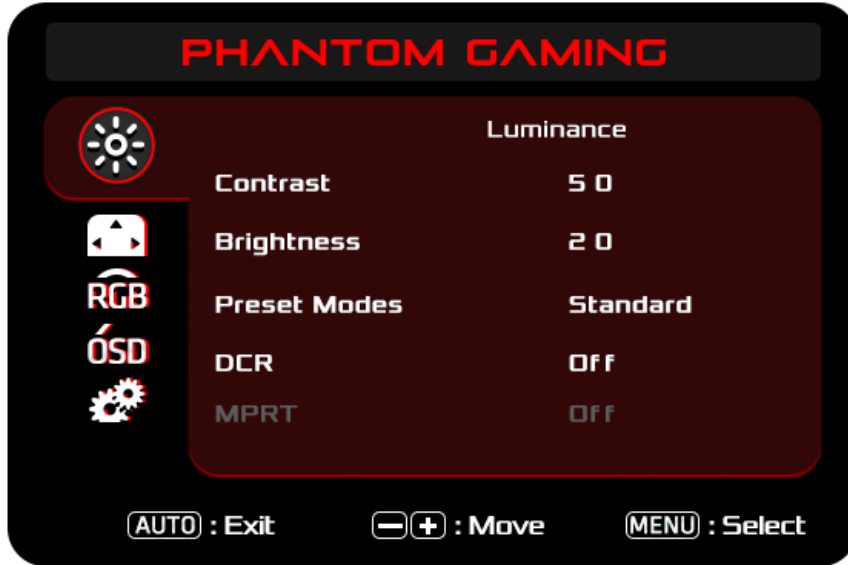 PHANTOM GAMING
Luminance
Contrast 50
Brightness 20
Preset Modes Standard
RGB
DCR Off
OSD
MPRT Off
AUTO : Exit - + : Move MENU : Select